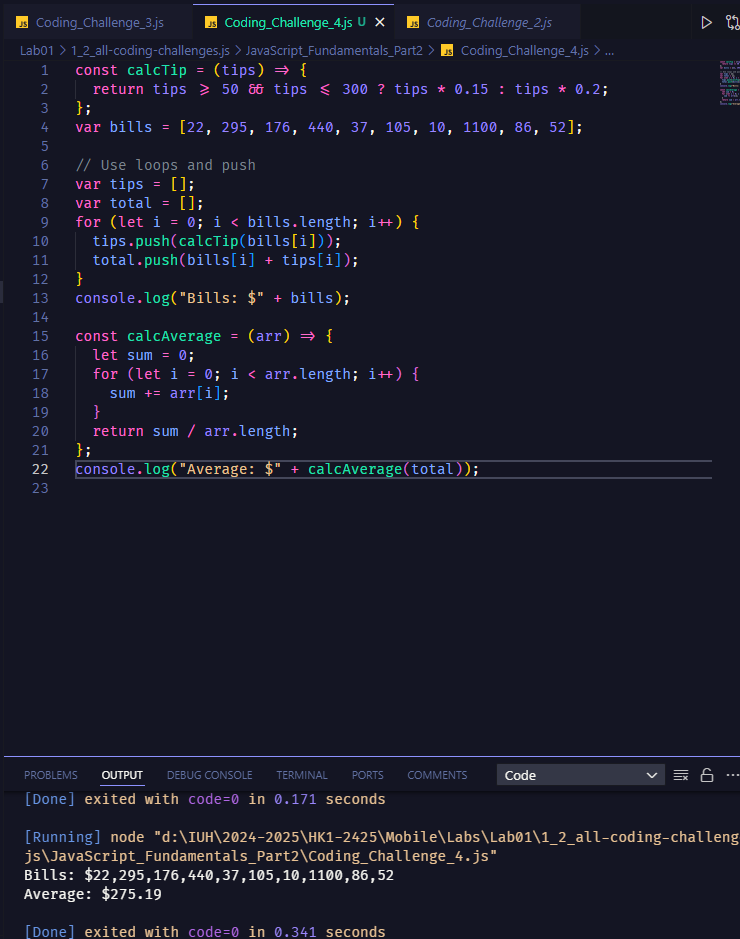 JS Coding_Challenge_3.js JS Coding_Challenge_4.js U JS Coding_Challenge_2.js
Lab01 > 1_2_all-coding-challenges.js > JavaScript_Fundamentals_Part2 > JS Coding_Challenge_4.js > ...
1 const calcTip = (tips) => {
2 return tips >= 50 && tips <= 300 ? tips * 0.15 : tips * 0.2;
3 };
4 var bills = [22, 295, 176, 440, 37, 105, 10, 1100, 86, 52];
5
6 // Use loops and push
7 var tips = [];
8 var total = [];
9 for (let i = 0; i < bills.length; i++) {
10 tips.push(calcTip(bills[i]));
11 total.push(bills[i] + tips[i]);
12 }
13 console.log("Bills: $" + bills);
14
15 const calcAverage = (arr) => {
16 let sum = 0;
17 for (let i = 0; i < arr.length; i++) {
18 sum += arr[i];
19 }
20 return sum / arr.length;
21 };
22 console.log("Average: $" + calcAverage(total));
23
PROBLEMS OUTPUT DEBUG CONSOLE TERMINAL PORTS COMMENTS Code
[Done] exited with code=0 in 0.171 seconds
[Running] node "d:\IUH\2024-2025\HK1-2425\Mobile\Labs\Lab01\1_2_all-coding-challeng
js\JavaScript_Fundamentals_Part2\Coding_Challenge_4.js"
Bills: $22,295,176,440,37,105,10,1100,86,52
Average: $275.19
[Done] exited with code=0 in 0.341 seconds